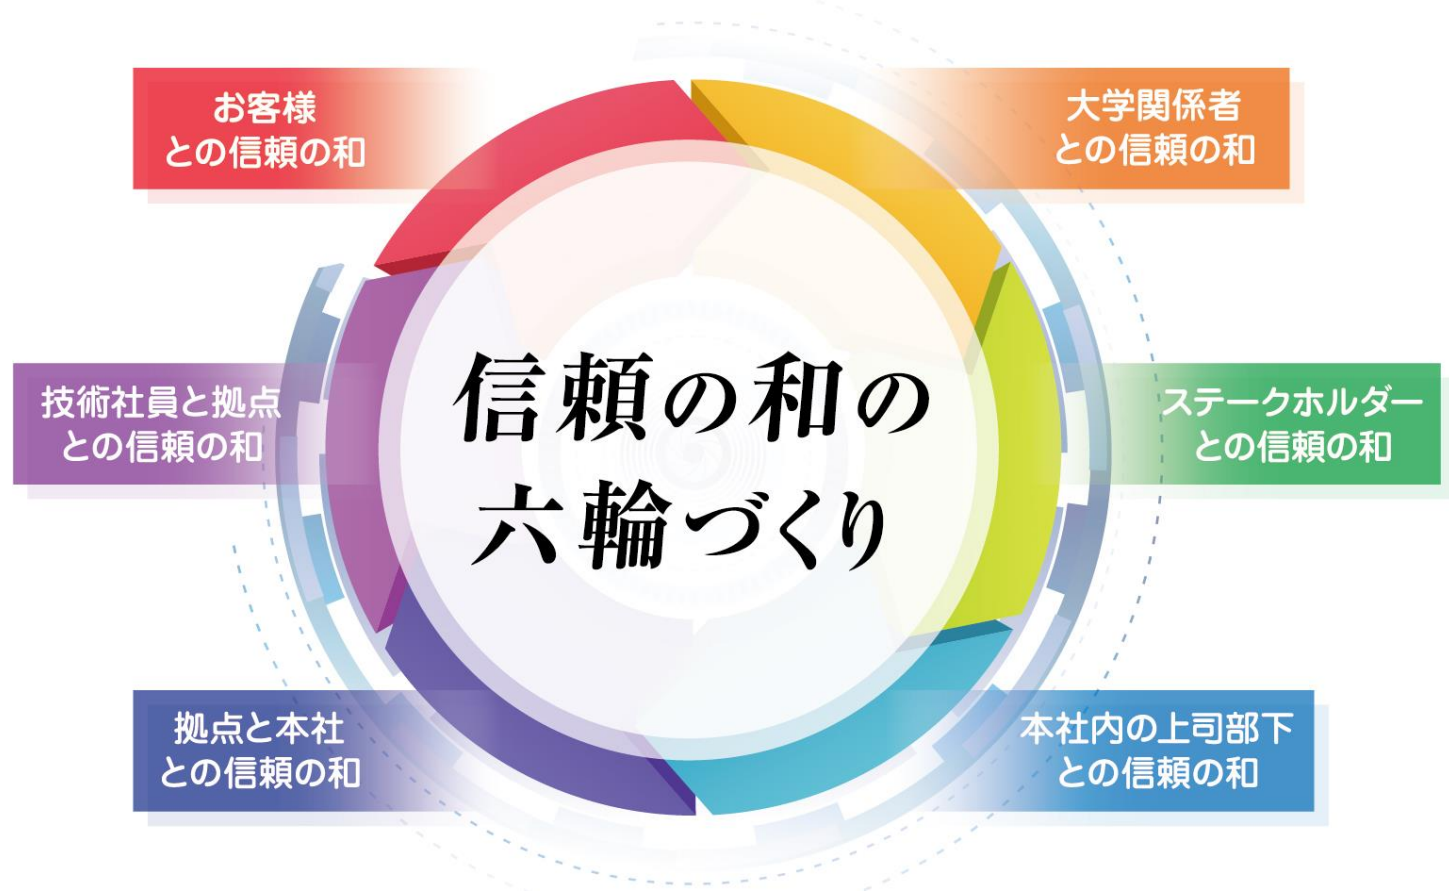 お客様
との信頼の和
大学関係者
との信頼の和
技術社員と拠点
との信頼の和
信頼の和の
六輪づくり
ステークホルダー
との信頼の和
拠点と本社
との信頼の和
本社内の上司部下
との信頼の和